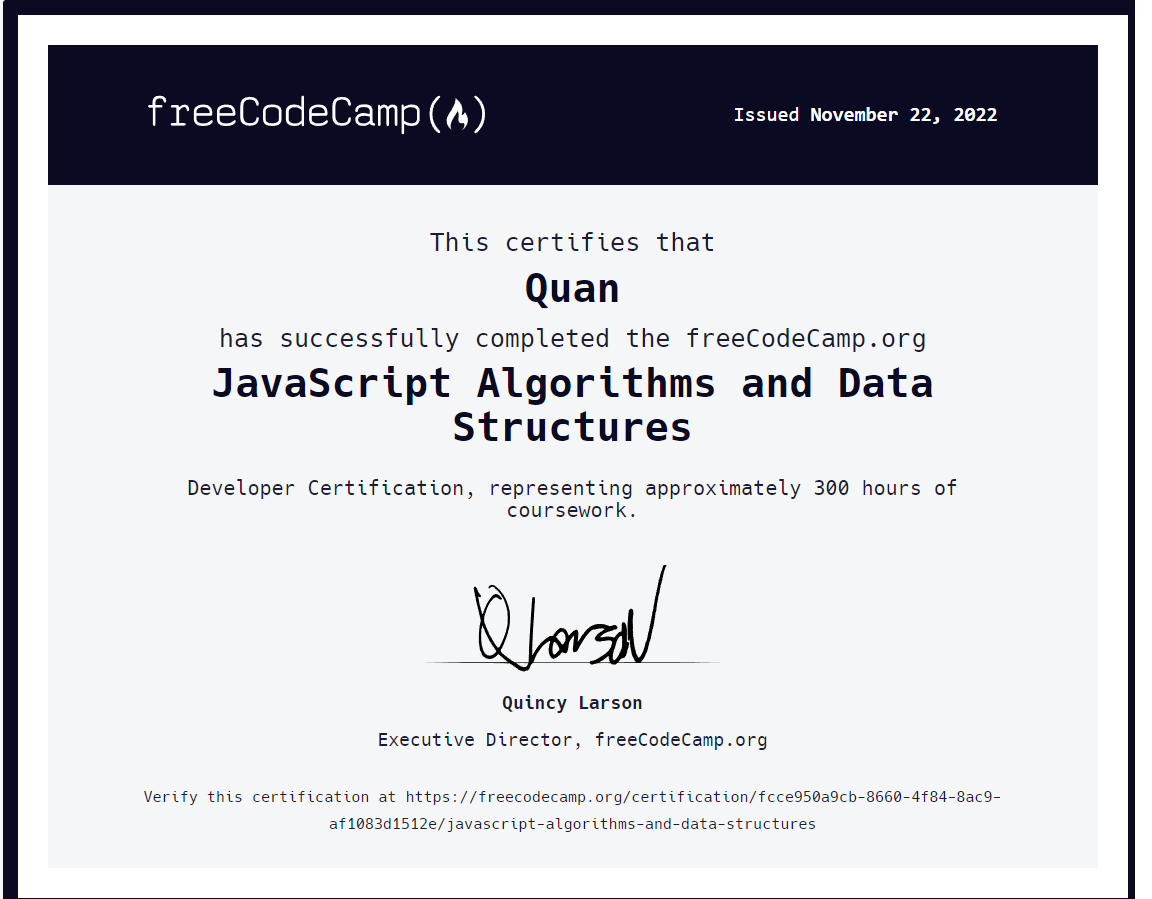 freeCodeCamp(🔥)
Issued November 22, 2022
This certifies that
Quan
has successfully completed the freeCodeCamp.org
JavaScript Algorithms and Data
Structures
Developer Certification, representing approximately 300 hours of
coursework.
Q Larson
Quincy Larson
Executive Director, freeCodeCamp.org
Verify this certification at https://freecodecamp.org/certification/fcce950a9cb-8660-4f84-8ac9-
af1083d1512e/javascript-algorithms-and-data-structures